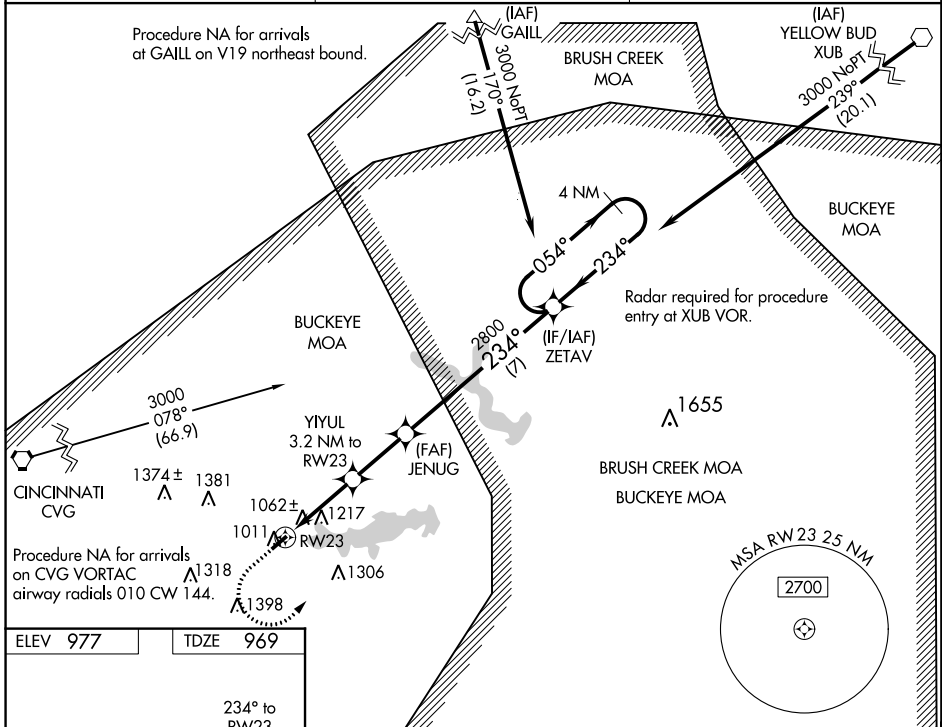 Procedure NA for arrivals
at GAILL on V19 northeast bound.
(IAF)
GAILL
(IAF)
YELLOW BUD
XUB
BRUSH CREEK
MOA
3000 NoPT
170°
(16.2)
3000 NoPT
239°
(20.1)
4 NM
054°
234°
BUCKEYE
MOA
Radar required for procedure
entry at XUB VOR.
(IF/IAF)
ZETAV
BUCKEYE
MOA
2800
234°
(7)
3000
078°
(66.9)
1655
YIYUL
3.2 NM to
RW23
(FAF)
JENUG
CINCINNATI
CVG
1374±
1381
BRUSH CREEK MOA
BUCKEYE MOA
1062±
1217
1011
RW23
Procedure NA for arrivals
on CVG VORTAC
airway radials 010 CW 144.
1318
1306
1398
MSA RW23 25 NM
2700
ELEV 977
TDZE 969
234° to
RW23